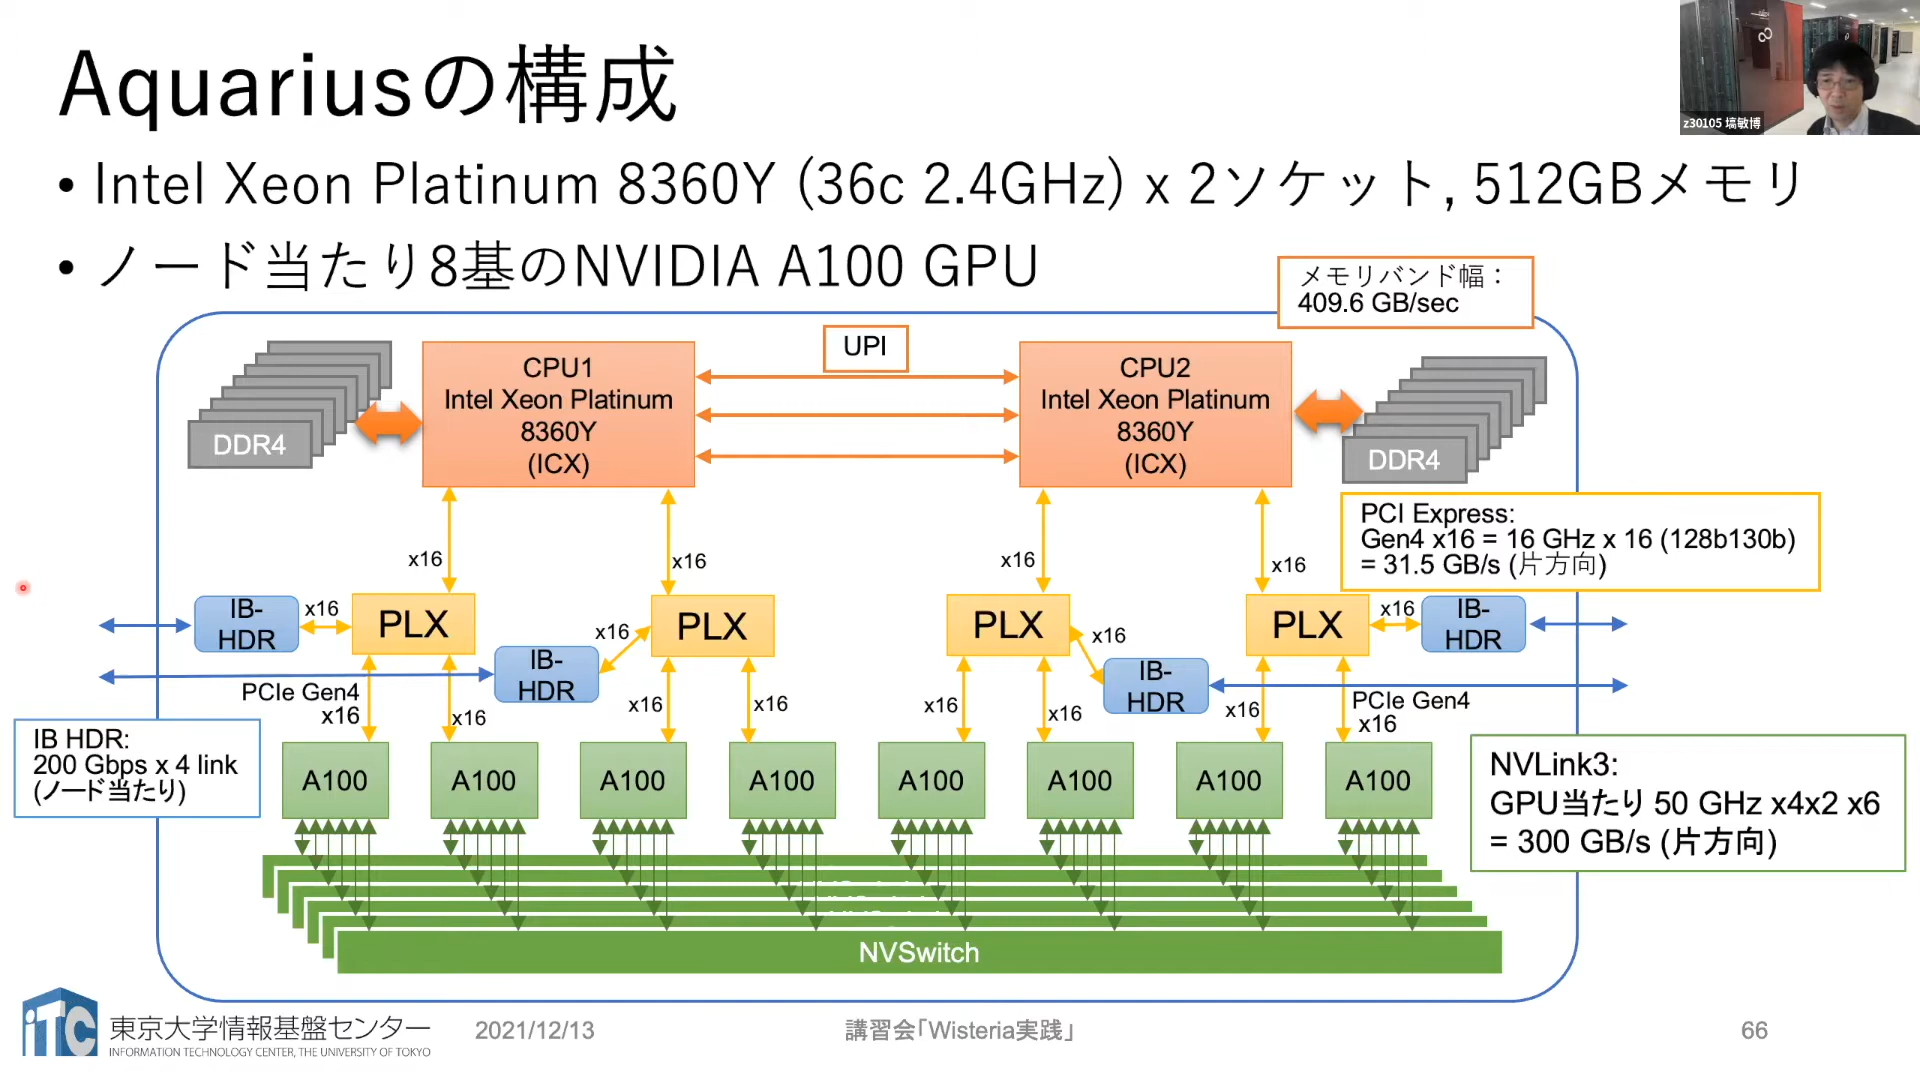 Aquariusの構成
z30105 塙敏博
• Intel Xeon Platinum 8360Y (36c 2.4GHz) x 2ソケット, 512GBメモリ
• ノード当たり8基のNVIDIA A100 GPU
メモリバンド幅：
409.6 GB/sec
UPI
CPU1
Intel Xeon Platinum
8360Y
(ICX)
CPU2
Intel Xeon Platinum
8360Y
(ICX)
DDR4
DDR4
PCI Express:
Gen4 x16 = 16 GHz x 16 (128b130b)
= 31.5 GB/s (片方向)
x16
x16
x16
x16
IB-
HDR
x16
PLX
IB-
HDR
x16
PLX
PLX
x16
IB-
HDR
PLX
x16
IB-
HDR
PCIe Gen4
x16
x16
x16
x16
x16
x16
x16
PCIe Gen4
x16
IB HDR:
200 Gbps x 4 link
(ノード当たり)
A100
A100
A100
A100
A100
A100
A100
A100
NVLink3:
GPU当たり 50 GHz x4x2 x6
= 300 GB/s (片方向)
NVSwitch
iTC
東京大学情報基盤センター
INFORMATION TECHNOLOGY CENTER, THE UNIVERSITY OF TOKYO
2021/12/13
講習会「Wisteria実践」
66